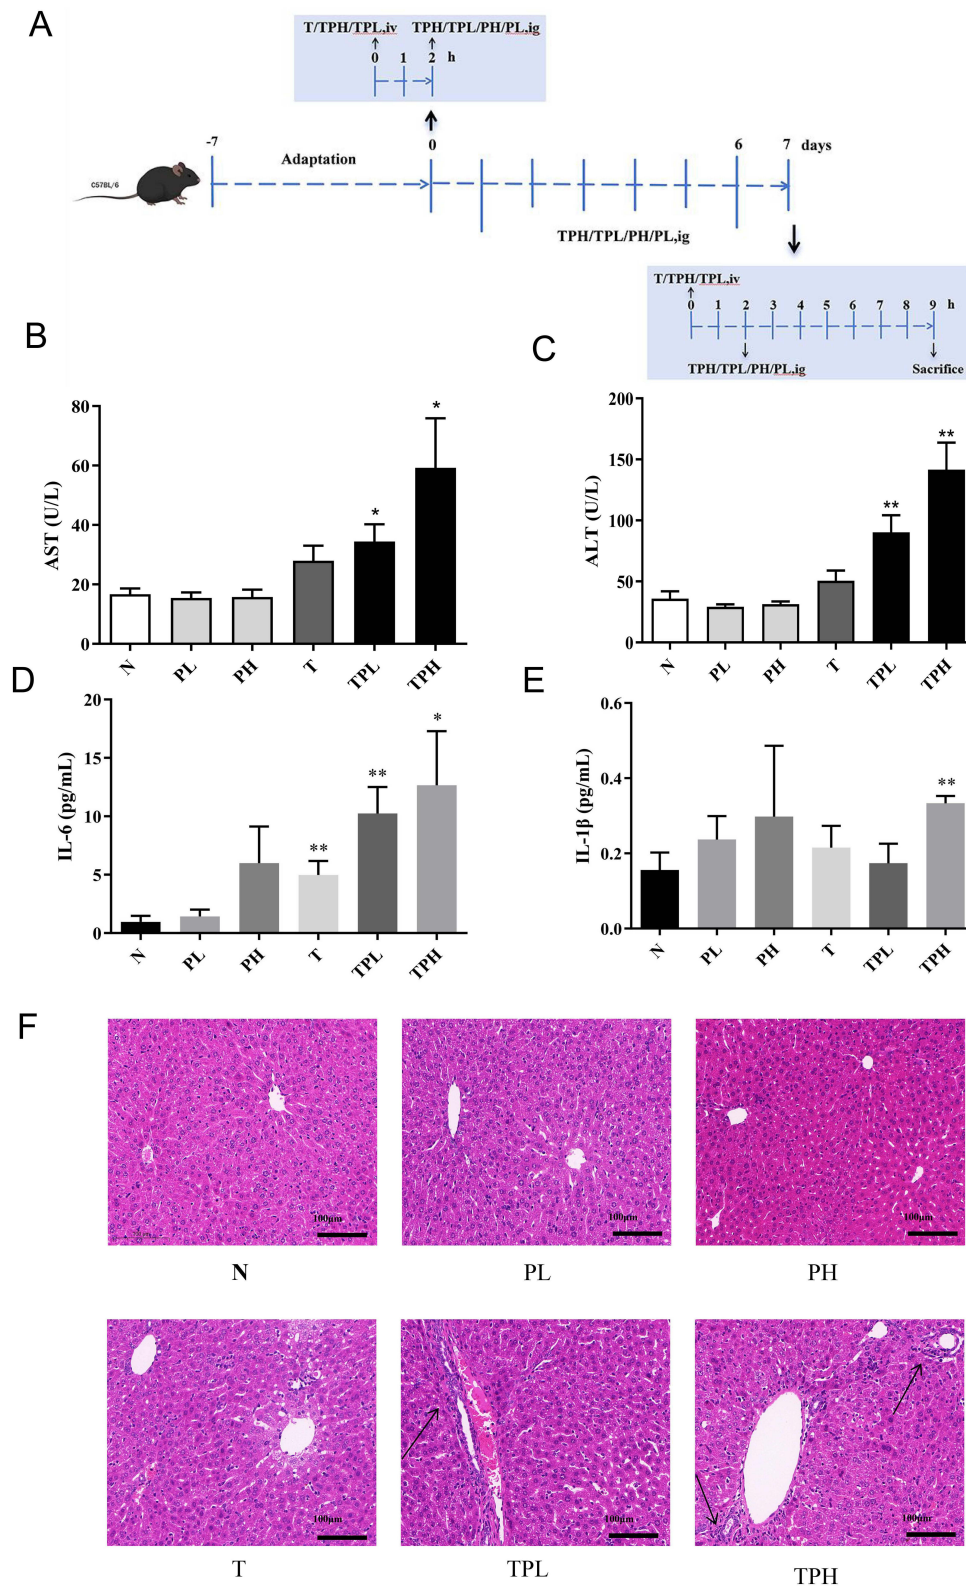 A
T/TPH/TPL,iv TPH/TPL/PH/PL,ig
0 1 2 h
-7 0 6 7 days
Adaptation
C57BL/6
TPH/TPL/PH/PL,ig
T/TPH/TPL,iv
0 1 2 3 4 5 6 7 8 9 h
TPH/TPL/PH/PL,ig Sacrifice
B
AST (U/L)
80
60
40
20
0
* *
N PL PH T TPL TPH
C
ALT (U/L)
200
150
100
50
0
** **
N PL PH T TPL TPH
D
IL-6 (pg/mL)
20
15
10
5
0
** ** *
N PL PH T TPL TPH
E
IL-1β (pg/mL)
0.6
0.4
0.2
0.0
**
N PL PH T TPL TPH
F
100μm 100μm 100μm
N PL PH
100μm 100μm 100μm
T TPL TPH